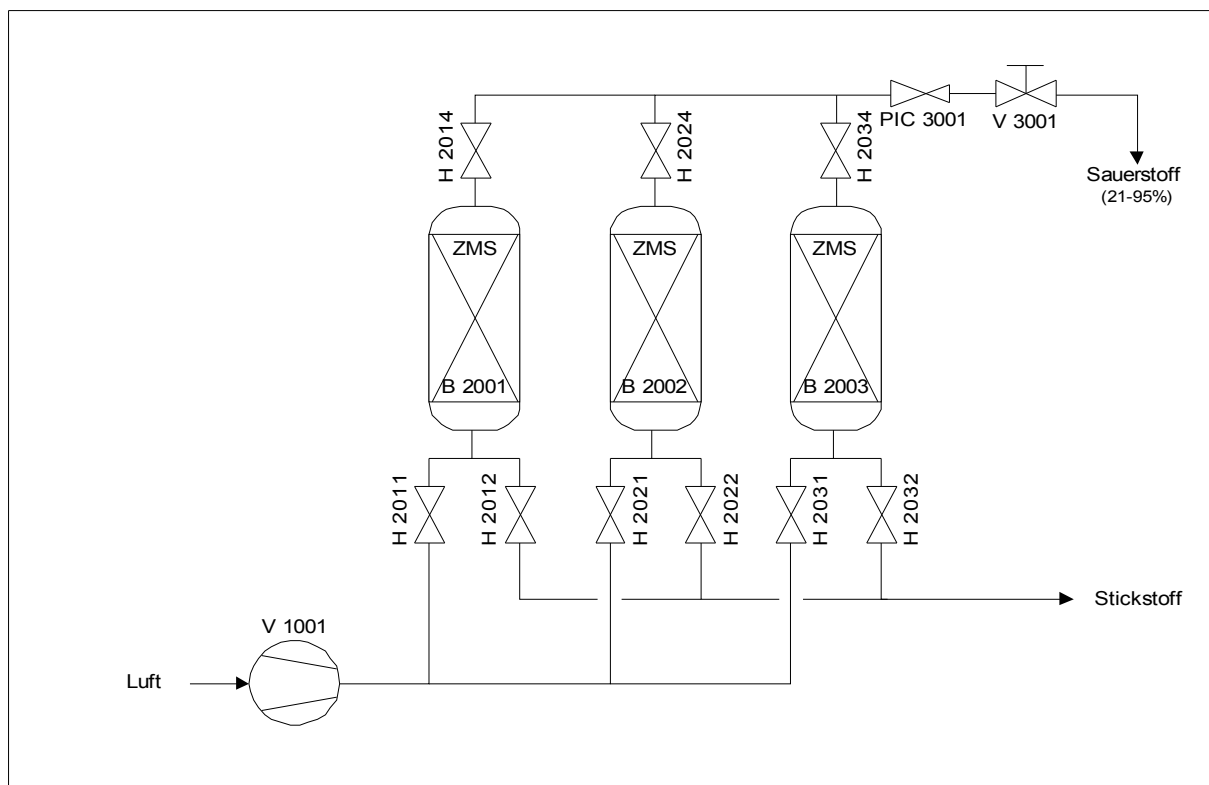 H 2014
H 2024
H 2034
PIC 3001
V 3001
Sauerstoff
(21-95%)
ZMS
ZMS
ZMS
B 2001
B 2002
B 2003
H 2011
H 2012
H 2021
H 2022
H 2031
H 2032
Stickstoff
V 1001
Luft